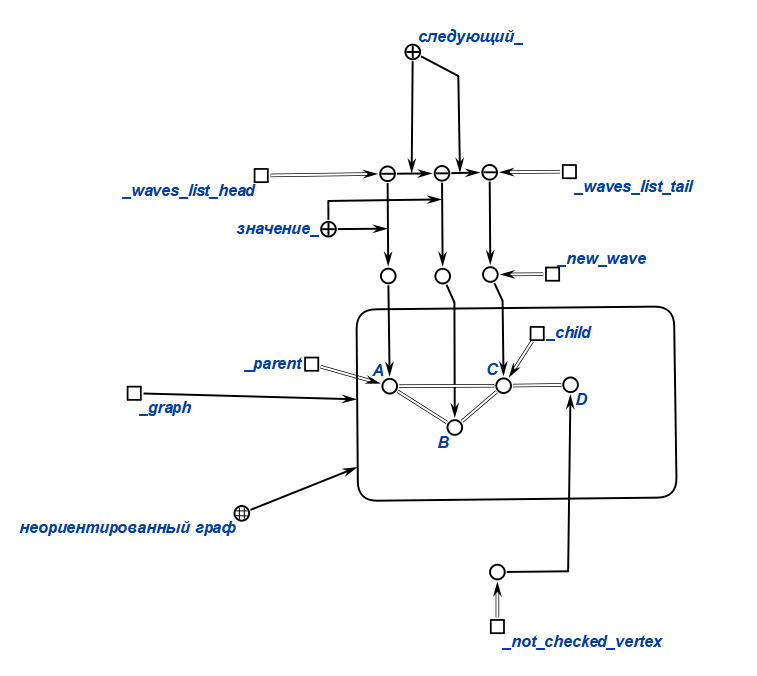 следующий_
_waves_list_head
_waves_list_tail
значение_
_new_wave
_child
_parent
A
C
_graph
D
B
неориентированный граф
_not_checked_vertex